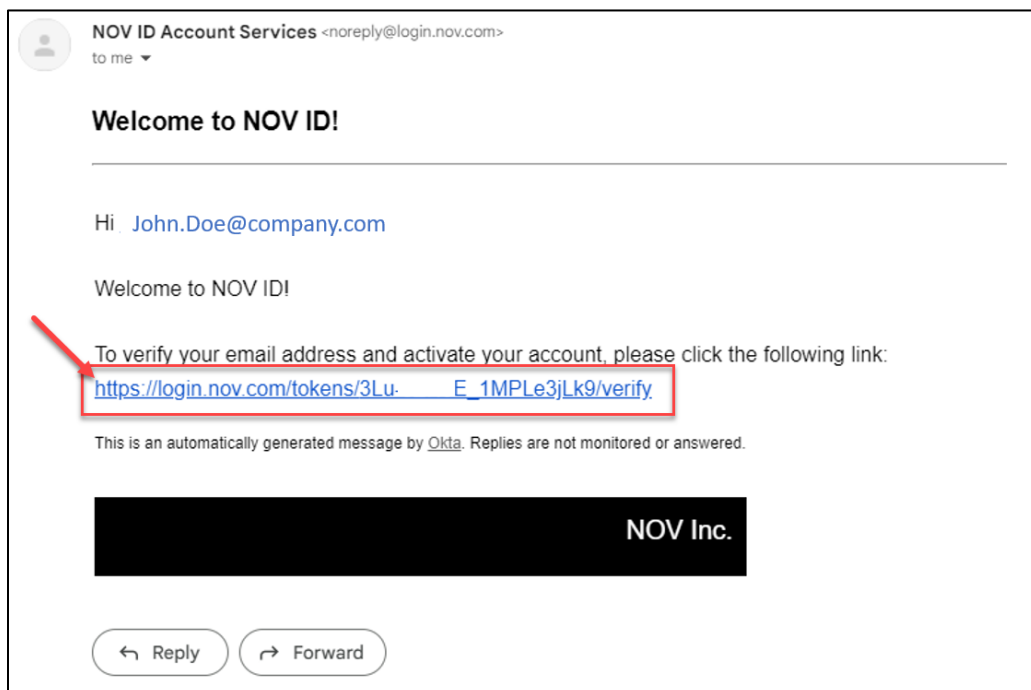 NOV ID Account Services <noreply@login.nov.com>
to me
Welcome to NOV ID!
Hi John.Doe@company.com
Welcome to NOV ID!
To verify your email address and activate your account, please click the following link:
https://login.nov.com/tokens/3Lu- E_1MPLe3jLk9/verify
This is an automatically generated message by Okta. Replies are not monitored or answered.
NOV Inc.
Reply Forward